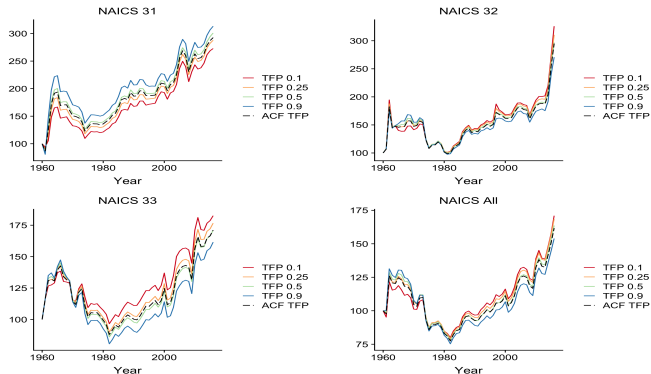 NAICS 31
300
250
200
150
100
1960
1980
2000
Year
TFP 0.1
TFP 0.25
TFP 0.5
TFP 0.9
ACF TFP
NAICS 32
300
250
200
150
100
1960
1980
2000
Year
TFP 0.1
TFP 0.25
TFP 0.5
TFP 0.9
ACF TFP
NAICS 33
175
150
125
100
1960
1980
2000
Year
TFP 0.1
TFP 0.25
TFP 0.5
TFP 0.9
ACF TFP
NAICS All
175
150
125
100
75
1960
1980
2000
Year
TFP 0.1
TFP 0.25
TFP 0.5
TFP 0.9
ACF TFP